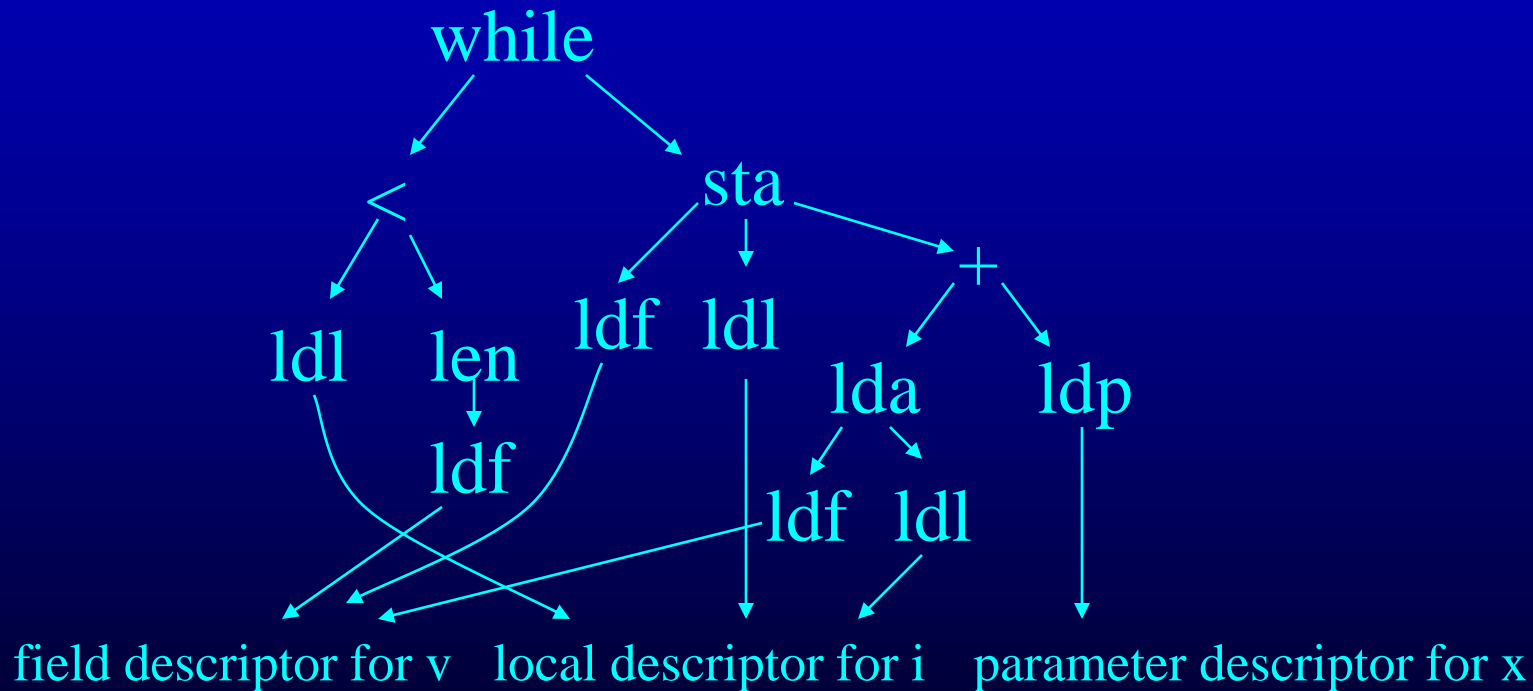 while
< sta
+
ldf ldl
ldl len
lda ldp
ldf
ldf ldl
field descriptor for v local descriptor for i parameter descriptor for x